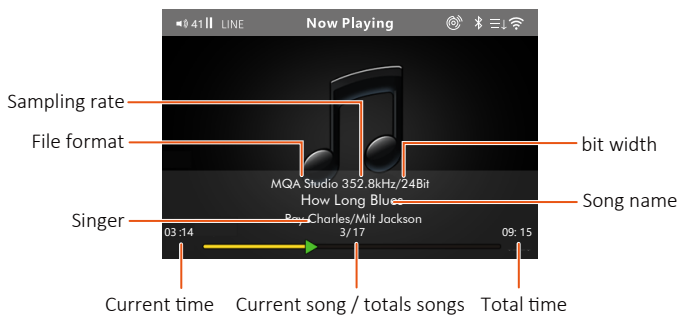 41 LINE Now Playing
Sampling rate
File format
bit width
MQA Studio 352.8kHz/24Bit
How Long Blues
Song name
Ray Charles/Milt Jackson
Singer
03:14 3/17 09:15
Current time Current song / totals songs Total time